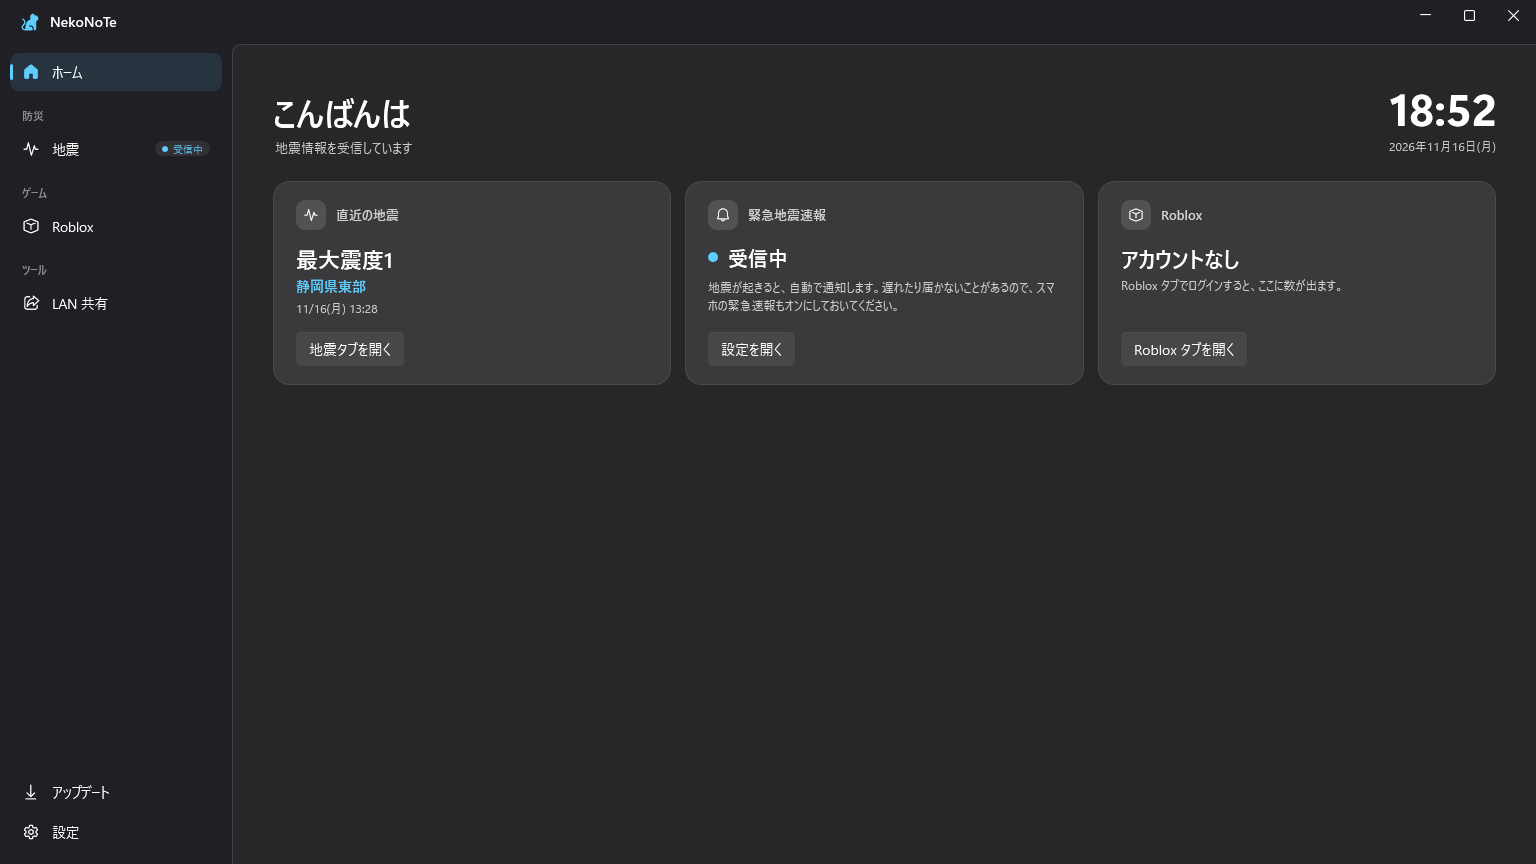 NekoNoTe
ホーム
防災
地震
受信中
ゲーム
Roblox
ツール
LAN 共有
アップデート
設定
こんばんは
地震情報を受信しています
18:52
2026年11月16日(月)
直近の地震
最大震度1
静岡県東部
11/16(月) 13:28
地震タブを開く
緊急地震速報
受信中
地震が起きると、自動で通知します。遅れたり届かないことがあるので、スマ
ホの緊急速報もオンにしておいてください。
設定を開く
Roblox
アカウントなし
Roblox タブでログインすると、ここに数が出ます。
Roblox タブを開く